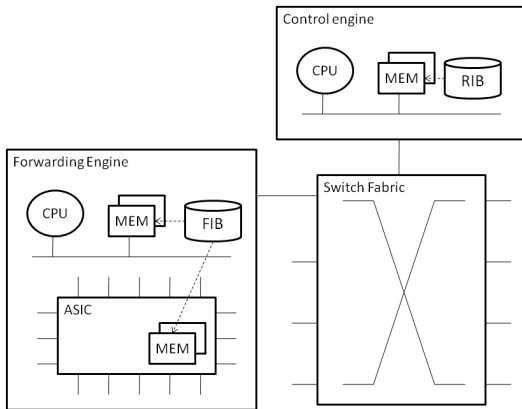 Control engine
CPU
MEM
RIB
Forwarding Engine
CPU
MEM
FIB
ASIC
MEM
Switch Fabric